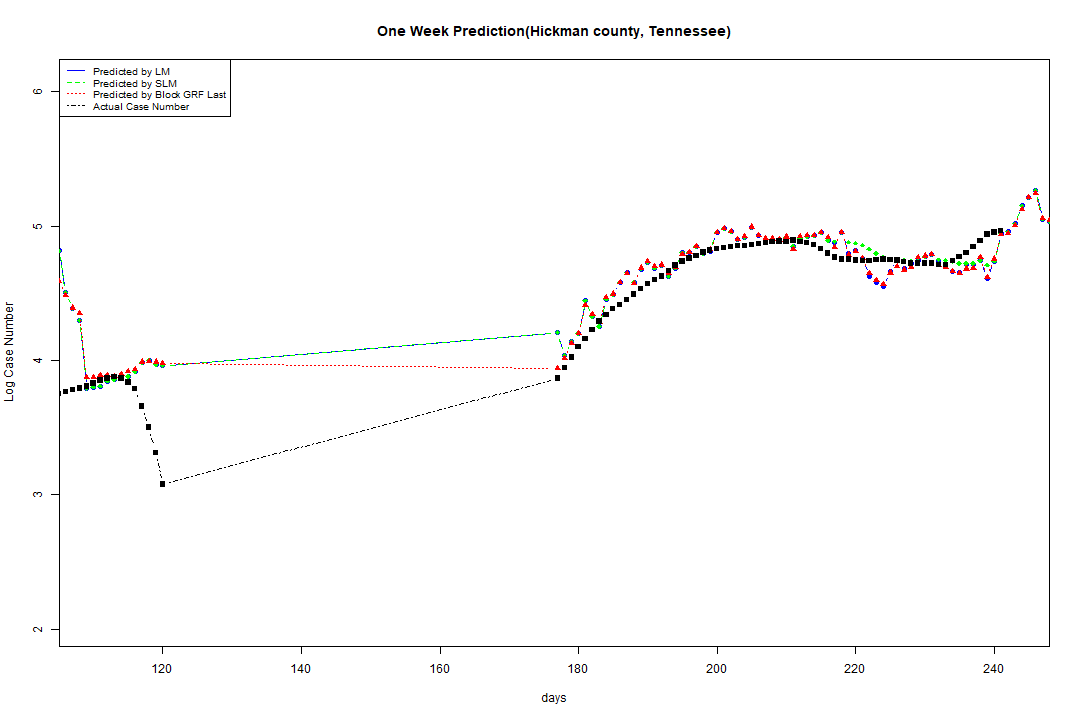 One Week Prediction(Hickman county, Tennessee)
Predicted by LM
Predicted by SLM
Predicted by Block GRF Last
Actual Case Number
6
5
4
3
2
Log Case Number
120 140 160 180 200 220 240
days